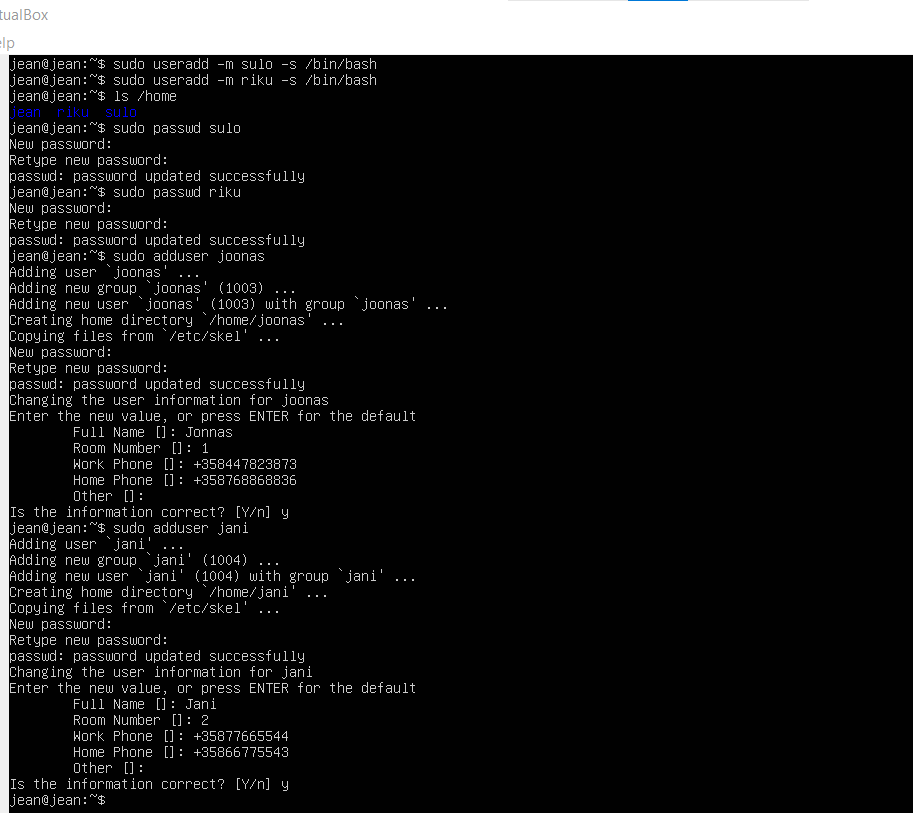 tualBox
elp
jean@jean:~$ sudo useradd -m sulo -s /bin/bash
jean@jean:~$ sudo useradd -m riku -s /bin/bash
jean@jean:~$ ls /home
jean riku sulo
jean@jean:~$ sudo passwd sulo
New password:
Retype new password:
passwd: password updated successfully
jean@jean:~$ sudo passwd riku
New password:
Retype new password:
passwd: password updated successfully
jean@jean:~$ sudo adduser joonas
Adding user `joonas' ...
Adding new group `joonas' (1003) ...
Adding new user `joonas' (1003) with group `joonas' ...
Creating home directory `/home/joonas' ...
Copying files from `/etc/skel' ...
New password:
Retype new password:
passwd: password updated successfully
Changing the user information for joonas
Enter the new value, or press ENTER for the default
Full Name []: Jonnas
Room Number []: 1
Work Phone []: +358447823873
Home Phone []: +358768868836
Other []:
Is the information correct? [Y/n] y
jean@jean:~$ sudo adduser jani
Adding user `jani' ...
Adding new group `jani' (1004) ...
Adding new user `jani' (1004) with group `jani' ...
Creating home directory `/home/jani' ...
Copying files from `/etc/skel' ...
New password:
Retype new password:
passwd: password updated successfully
Changing the user information for jani
Enter the new value, or press ENTER for the default
Full Name []: Jani
Room Number []: 2
Work Phone []: +35877665544
Home Phone []: +35866775543
Other []:
Is the information correct? [Y/n] y
jean@jean:~$